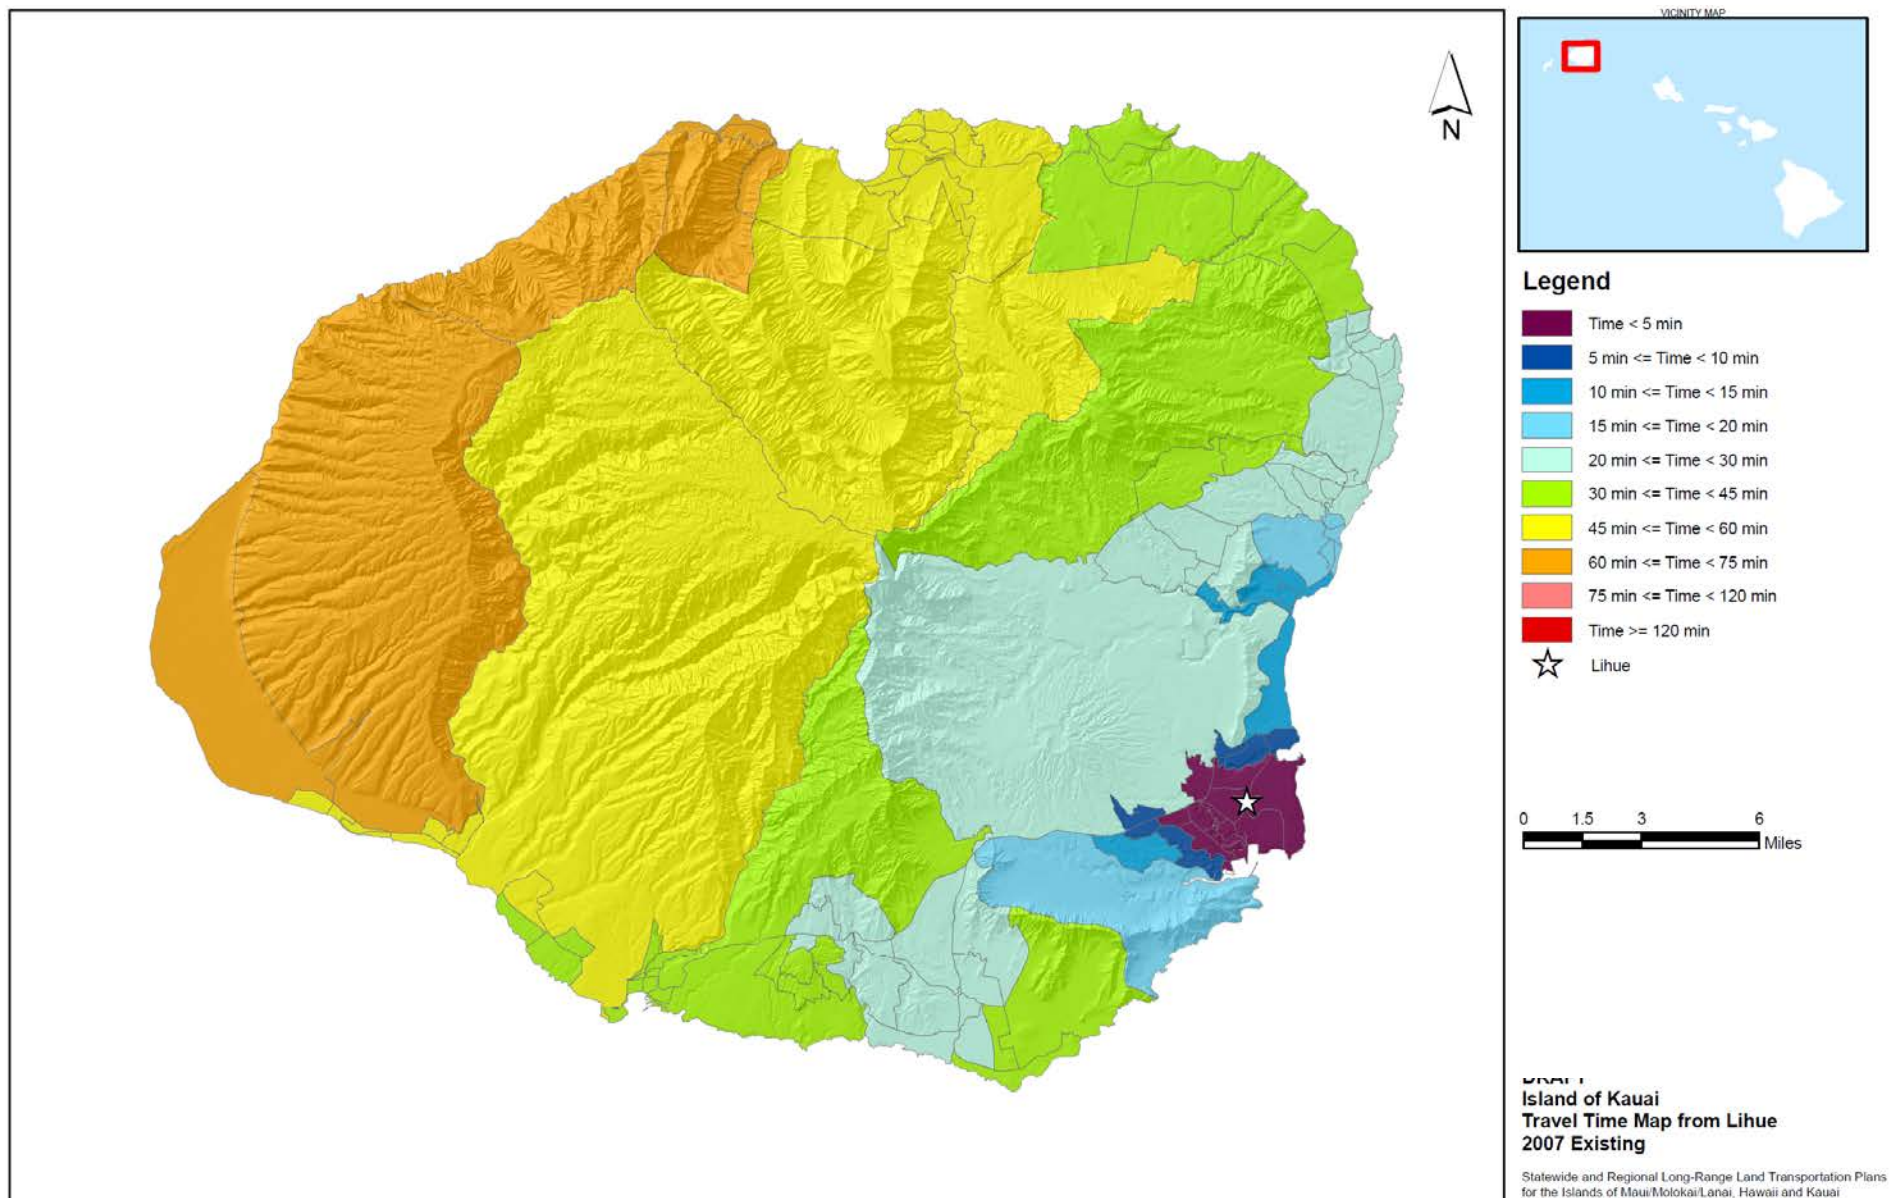 VICINITY MAP
N
Legend
Time < 5 min
5 min <= Time < 10 min
10 min <= Time < 15 min
15 min <= Time < 20 min
20 min <= Time < 30 min
30 min <= Time < 45 min
45 min <= Time < 60 min
60 min <= Time < 75 min
75 min <= Time < 120 min
Time >= 120 min
Lihue
0 1.5 3 6
Miles
DRAFT
Island of Kauai
Travel Time Map from Lihue
2007 Existing
Statewide and Regional Long-Range Land Transportation Plans
for the Islands of Maui/Molokai/Lanai, Hawaii and Kauai